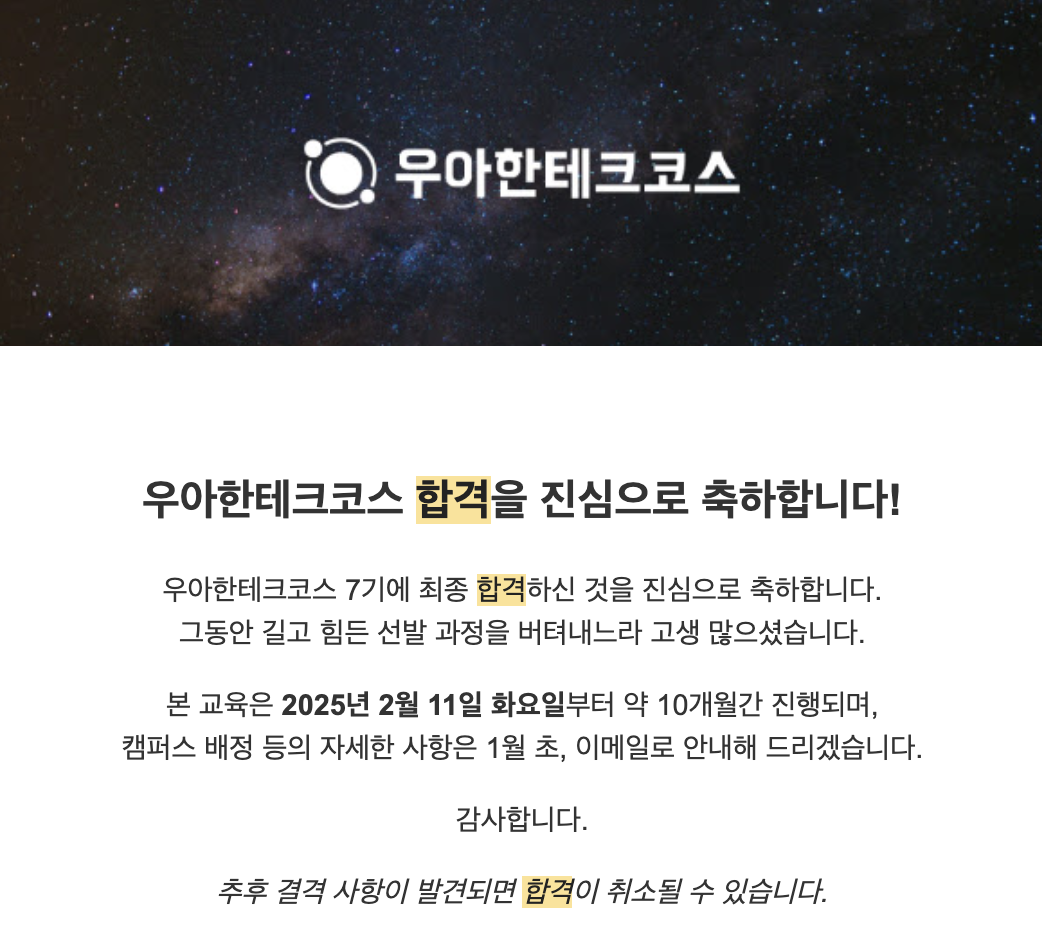 우아한테크코스
우아한테크코스 합격을 진심으로 축하합니다!
우아한테크코스 7기에 최종 합격하신 것을 진심으로 축하합니다.
그동안 길고 힘든 선발 과정을 버텨내느라 고생 많으셨습니다.
본 교육은 2025년 2월 11일 화요일부터 약 10개월간 진행되며,
캠퍼스 배정 등의 자세한 사항은 1월 초, 이메일로 안내해 드리겠습니다.
감사합니다.
추후 결격 사항이 발견되면 합격이 취소될 수 있습니다.